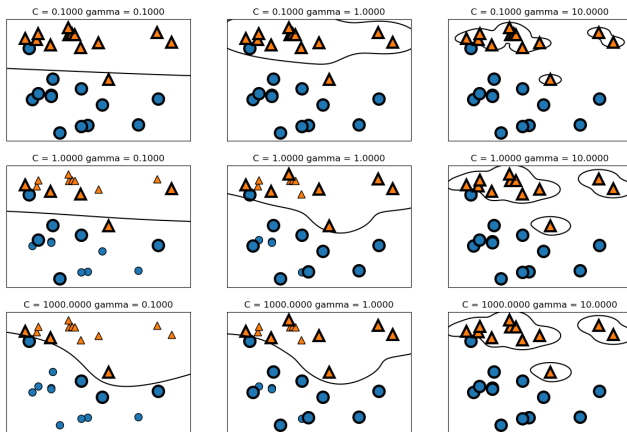 C = 0.1000 gamma = 0.1000
C = 0.1000 gamma = 1.0000
C = 0.1000 gamma = 10.0000
C = 1.0000 gamma = 0.1000
C = 1.0000 gamma = 1.0000
C = 1.0000 gamma = 10.0000
C = 1000.0000 gamma = 0.1000
C = 1000.0000 gamma = 1.0000
C = 1000.0000 gamma = 10.0000